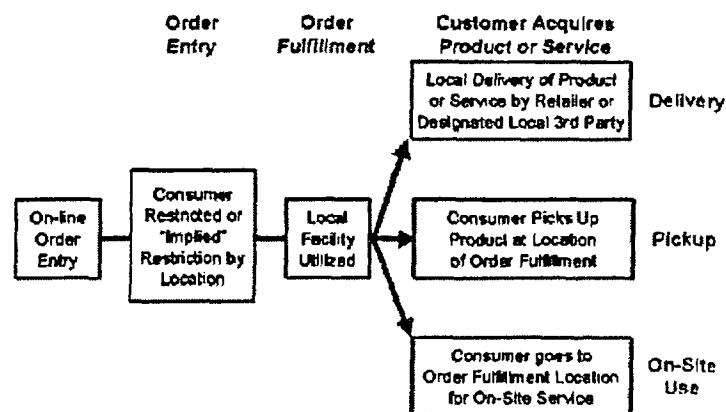 Order
Entry
Order
Fulfillment
Customer Acquires
Product or Service
On-line
Order
Entry
Consumer
Restricted or
"Implied"
Restriction by
Location
Local
Facility
Utilized
Local Delivery of Product
or Service by Retailer or
Designated Local 3rd Party
Delivery
Consumer Picks Up
Product at Location
of Order Fulfillment
Pickup
Consumer goes to
Order Fulfillment Location
for On-Site Service
On-Site
Use